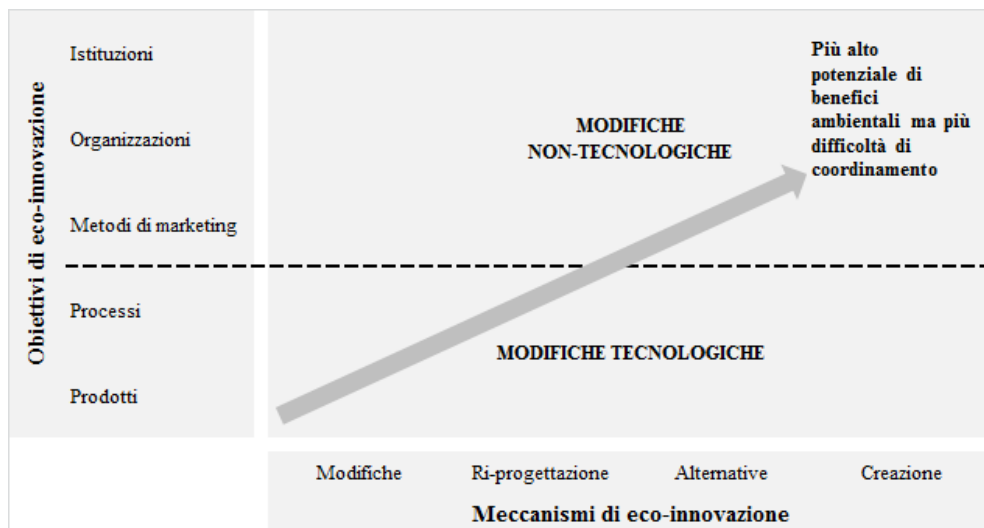 Obiettivi di eco-innovazione
Istituzioni
Organizzazioni
Metodi di marketing
Processi
Prodotti
MODIFICHE
NON-TECNOLOGICHE
Più alto
potenziale di
benefici
ambientali ma più
difficoltà di
coordinamento
MODIFICHE TECNOLOGICHE
Modifiche
Ri-progettazione
Alternative
Creazione
Meccanismi di eco-innovazione